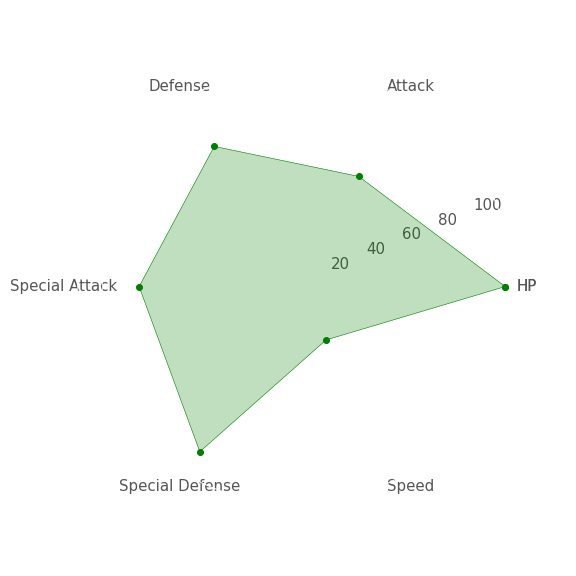 Defense
Attack
100
80
60
40
20
Special Attack
HP
Special Defense
Speed